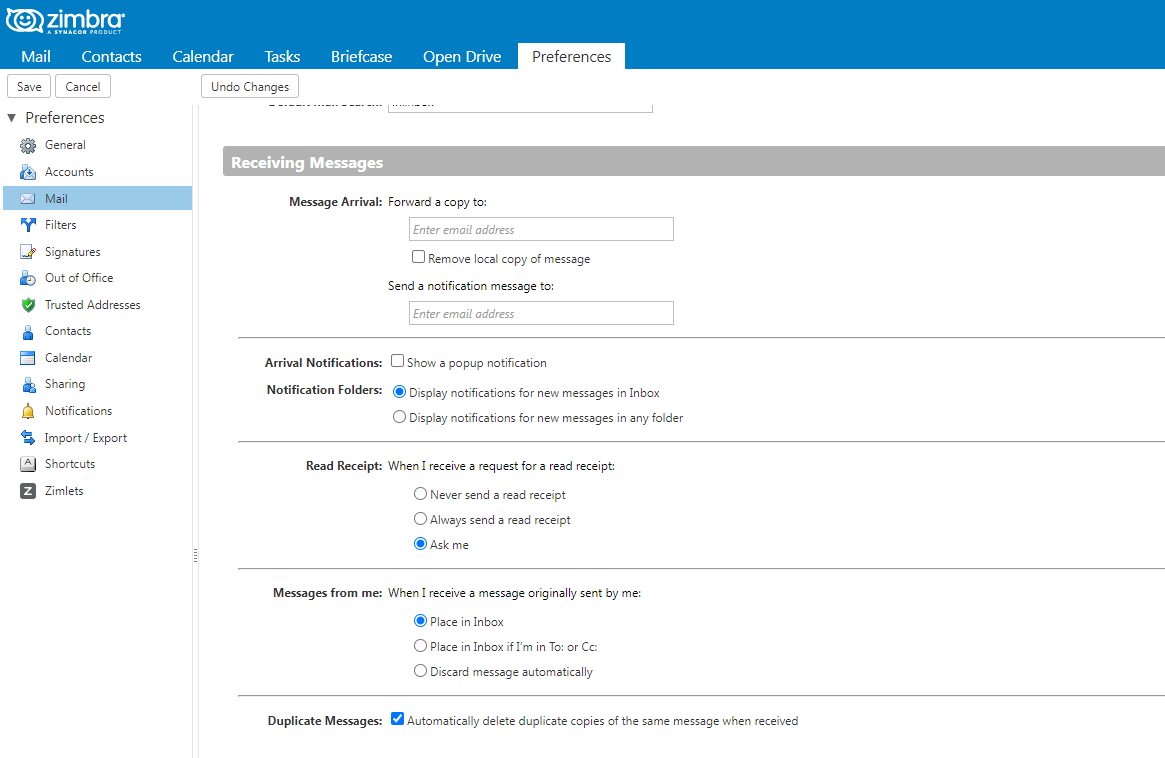 zimbra
A SYNACOR PRODUCT
Mail Contacts Calendar Tasks Briefcase Open Drive Preferences
Save Cancel Undo Changes
Preferences
General
Accounts
Mail
Filters
Signatures
Out of Office
Trusted Addresses
Contacts
Calendar
Sharing
Notifications
Import / Export
Shortcuts
Zimlets
Receiving Messages
Message Arrival: Forward a copy to:
Enter email address
Remove local copy of message
Send a notification message to:
Enter email address
Arrival Notifications: Show a popup notification
Notification Folders: Display notifications for new messages in Inbox
Display notifications for new messages in any folder
Read Receipt: When I receive a request for a read receipt:
Never send a read receipt
Always send a read receipt
Ask me
Messages from me: When I receive a message originally sent by me:
Place in Inbox
Place in Inbox if I'm in To: or Cc:
Discard message automatically
Duplicate Messages: Automatically delete duplicate copies of the same message when received